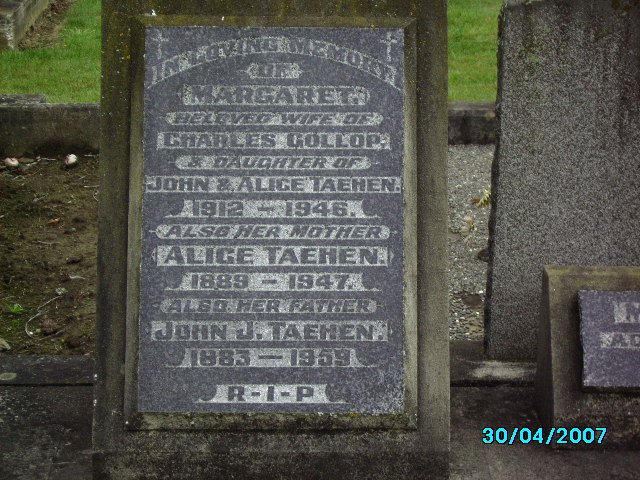 IN LOVING MEMORY
OF
MARGARET.
BELOVED WIFE OF
CHARLES GOLLOP.
& DAUGHTER OF
JOHN & ALICE TAEHEN.
1912 - 1946.
ALSO HER MOTHER
ALICE TAEHEN.
1889 - 1947.
ALSO HER FATHER
JOHN J. TAEHEN.
1883 - 1959
R-I-P
30/04/2007